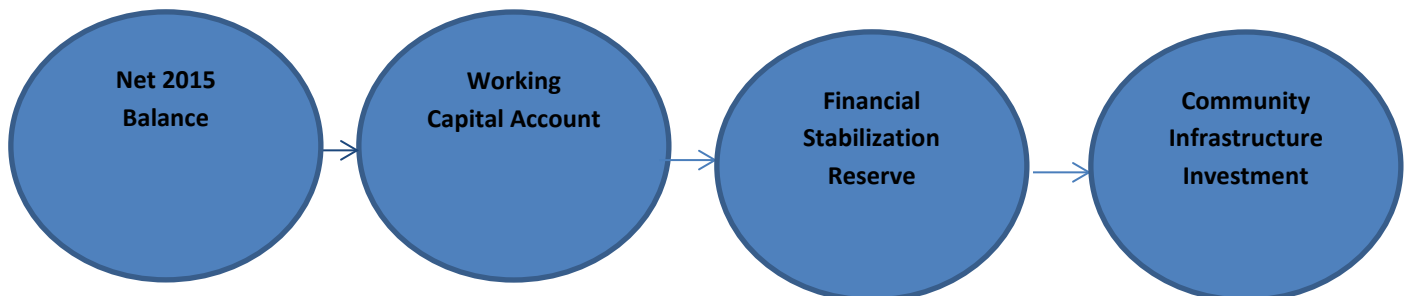 Net 2015
Balance
Working
Capital Account
Financial
Stabilization
Reserve
Community
Infrastructure
Investment